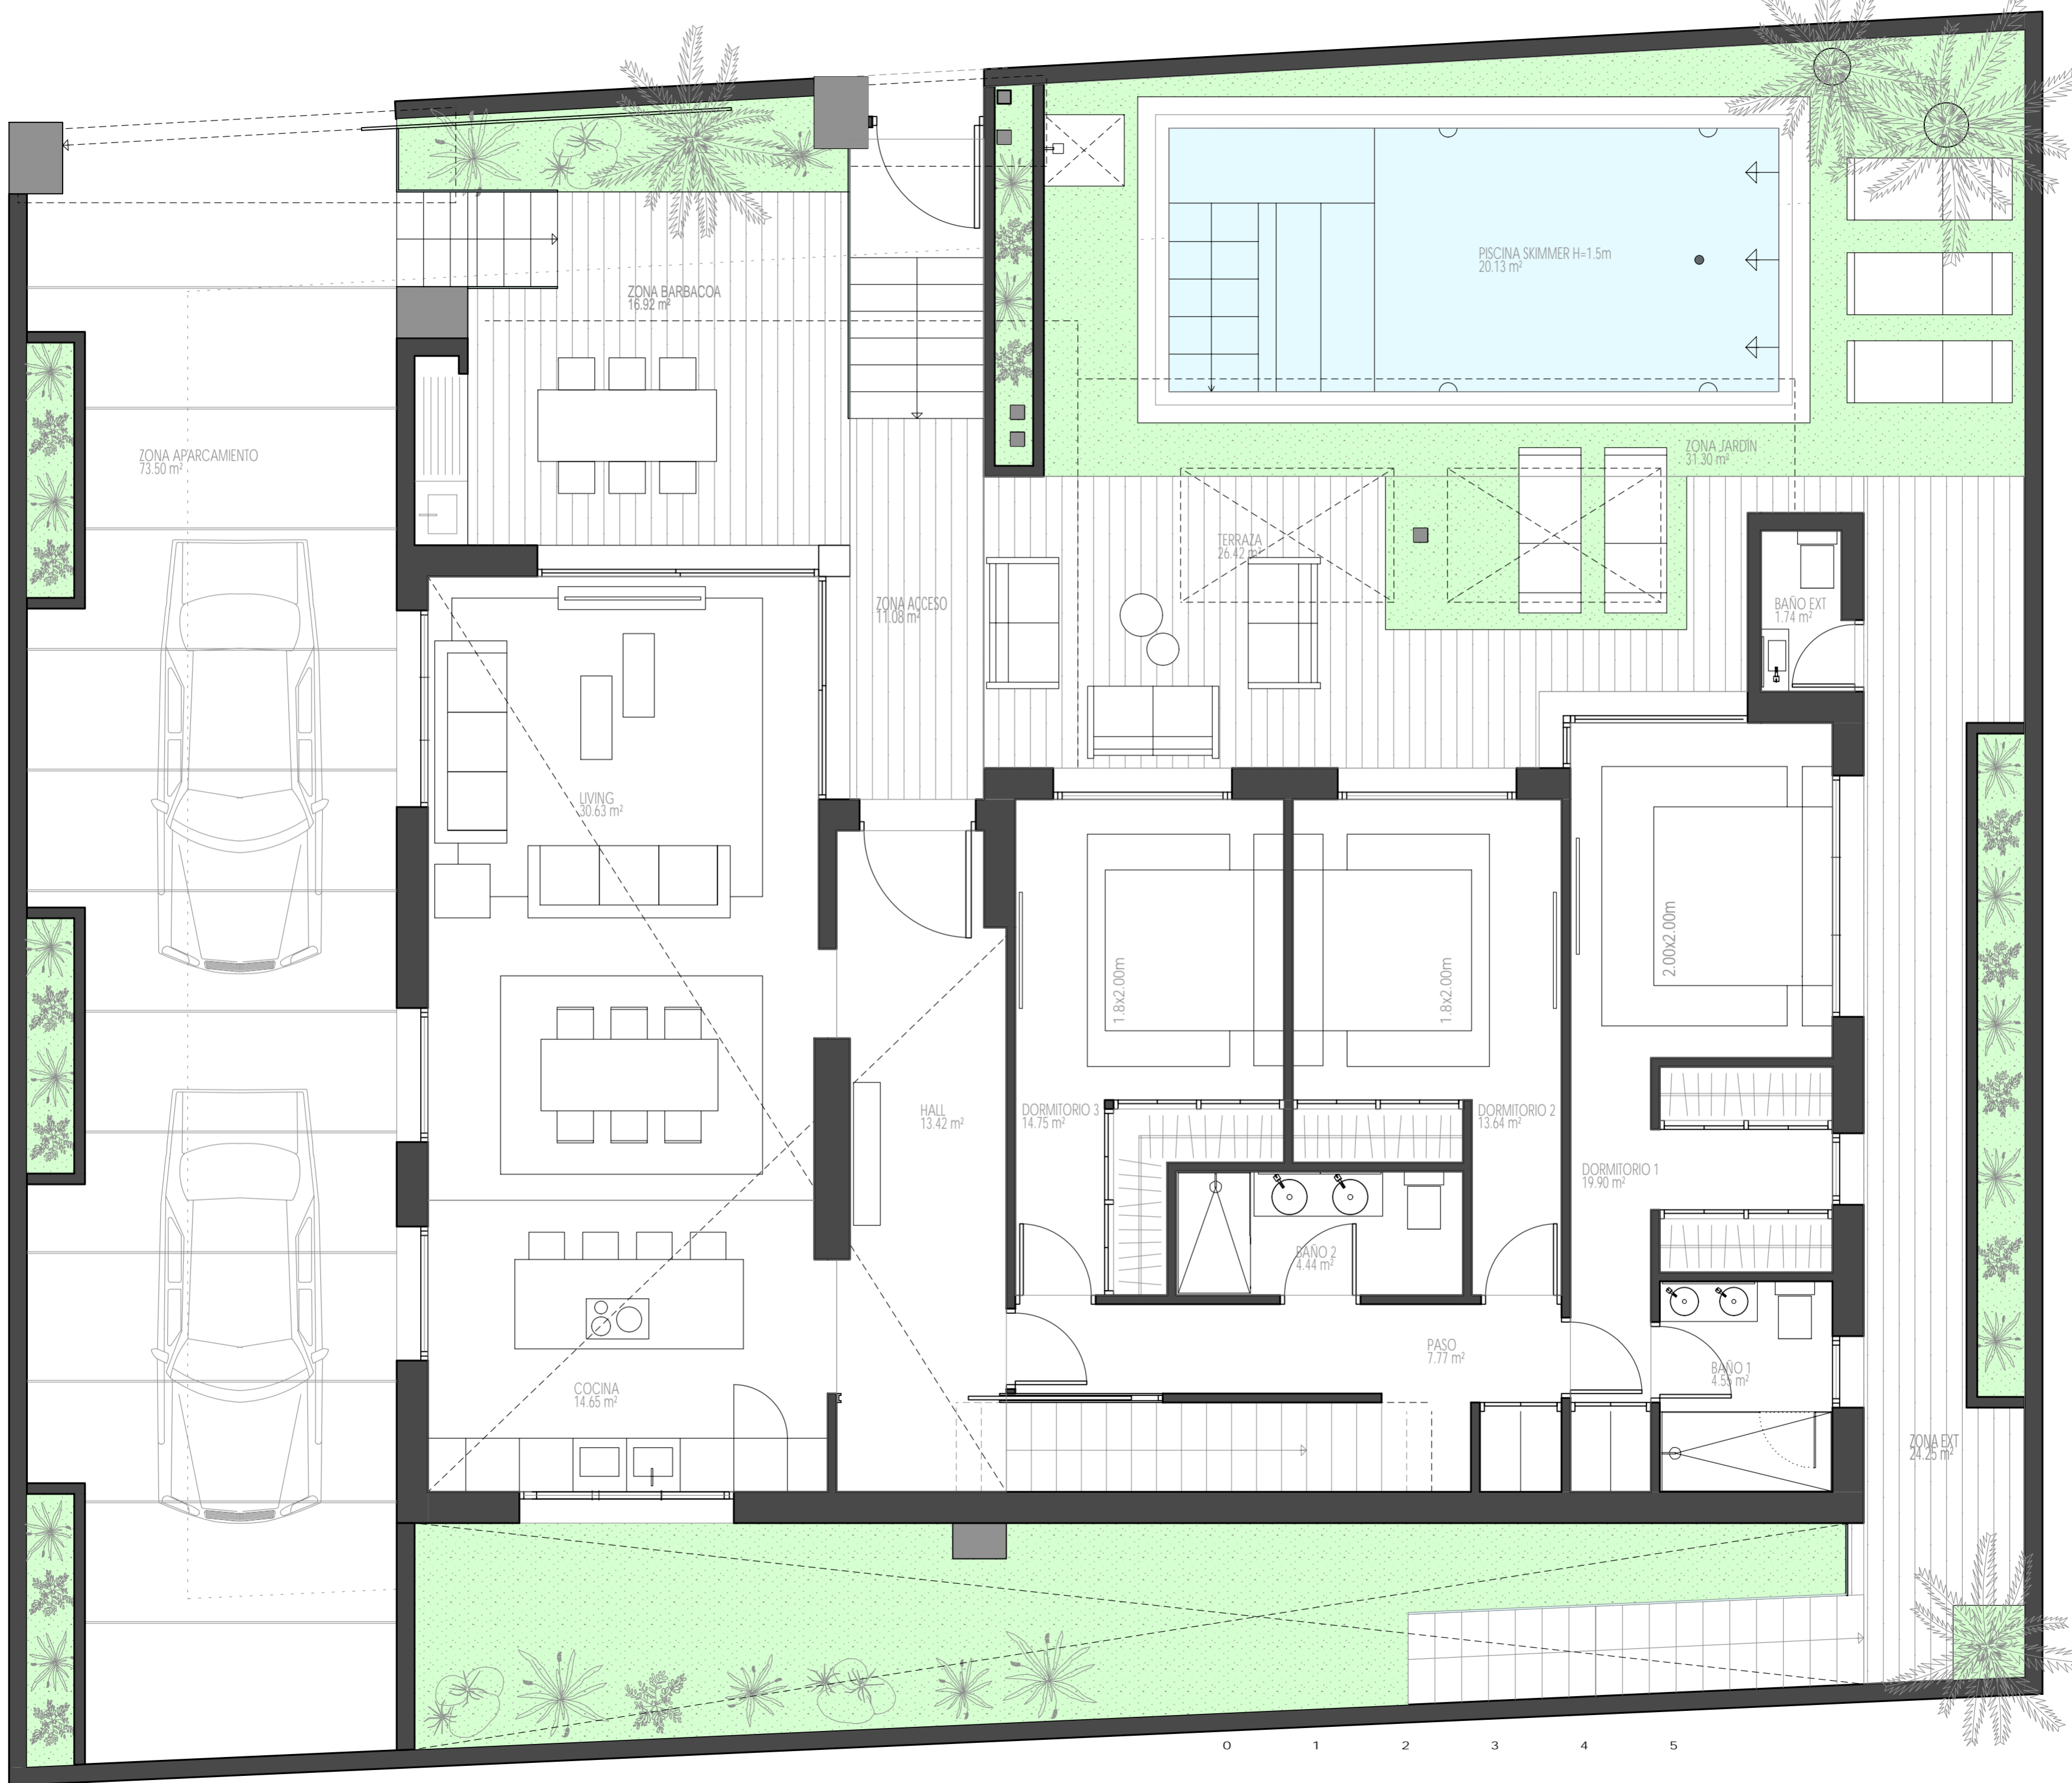 PISCINA SKIMMER H=1.5m
20.13 m²
ZONA BARBACOA
16.92 m²
ZONA APARCAMIENTO
73.50 m²
ZONA JARDÍN
31.30 m²
TERRAZA
26.42 m²
ZONA ACCESO
11.08 m²
BAÑO EXT
1.74 m²
LIVING
30.63 m²
1.8x2.00m
1.8x2.00m
2.00x2.00m
HALL
13.42 m²
DORMITORIO 3
14.75 m²
DORMITORIO 2
13.64 m²
DORMITORIO 1
19.90 m²
BAÑO 2
4.44 m²
PASO
7.77 m²
BAÑO 1
4.55 m²
COCINA
14.65 m²
ZONA EXT
24.25 m²
0 1 2 3 4 5